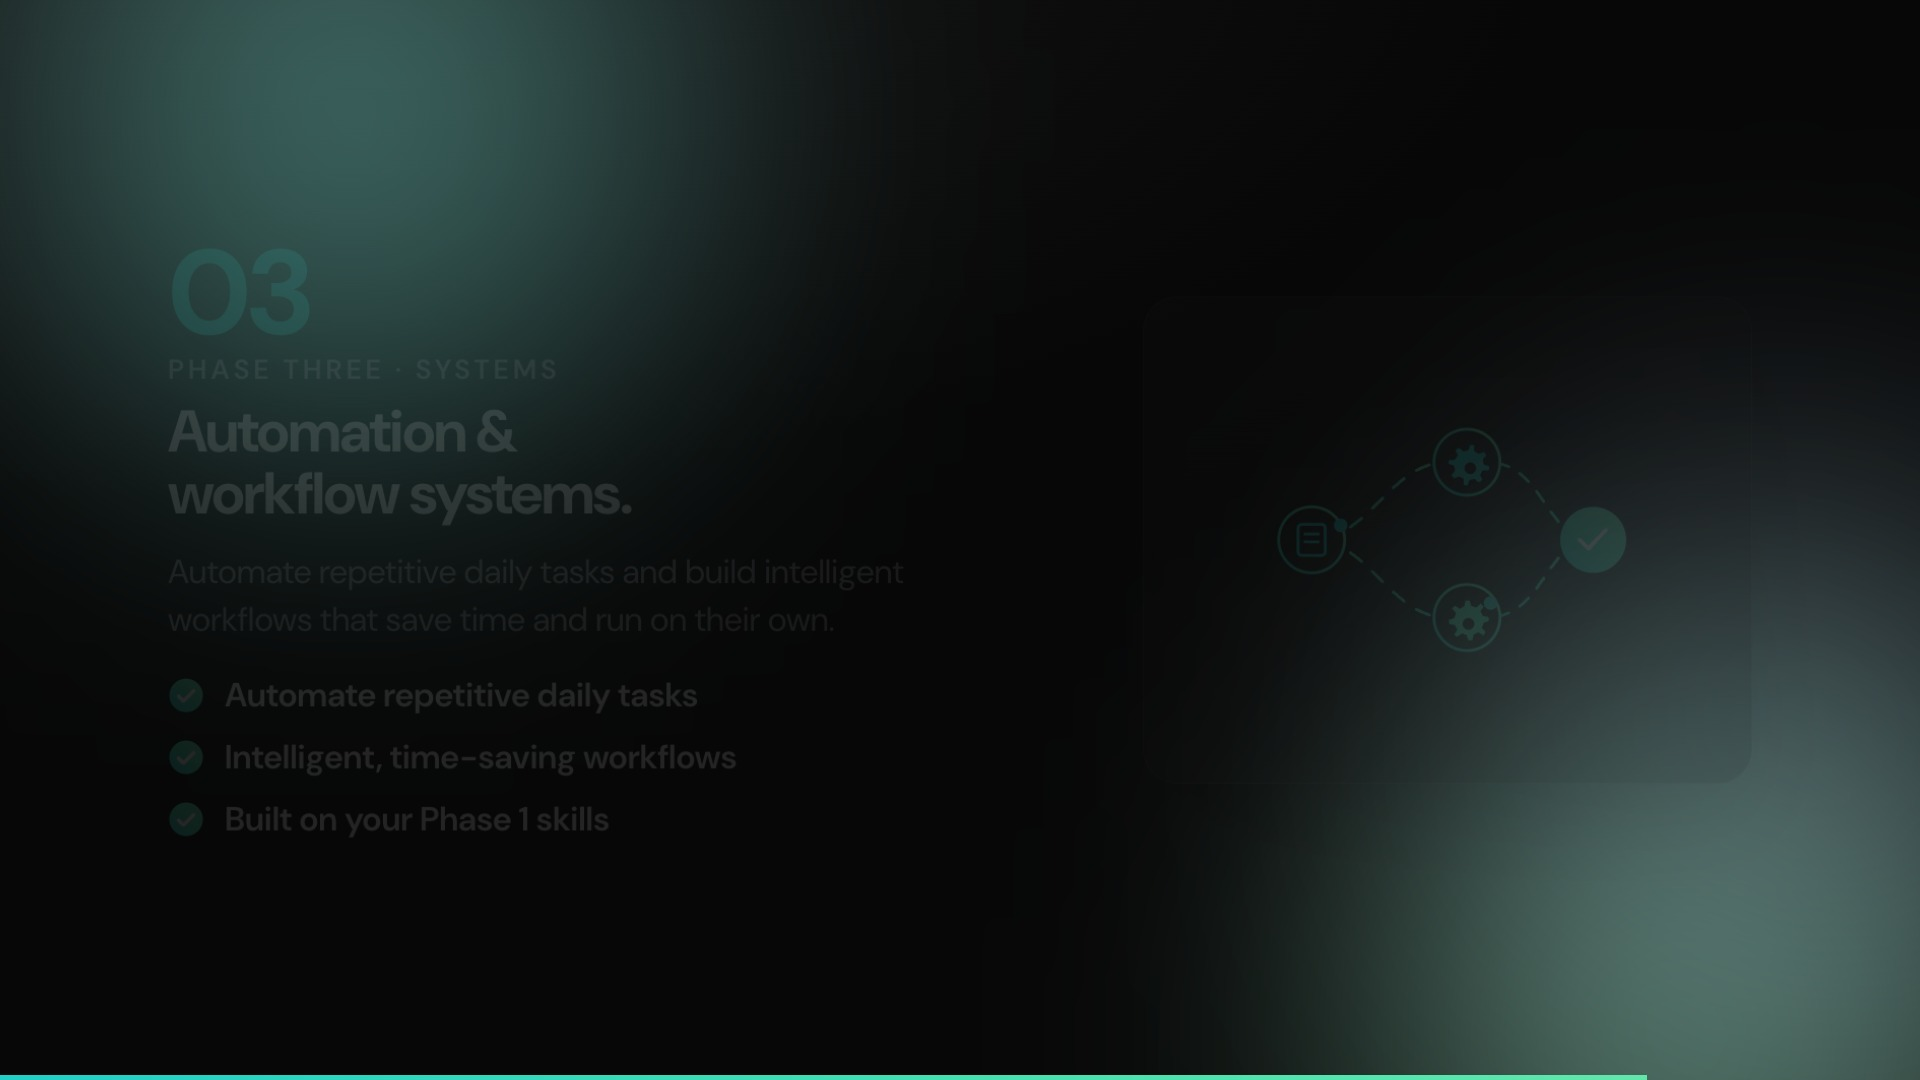 03
PHASE THREE · SYSTEMS
Automation &
workflow systems.
Automate repetitive daily tasks and build intelligent
workflows that save time and run on their own.
Automate repetitive daily tasks
Intelligent, time-saving workflows
Built on your Phase 1 skills